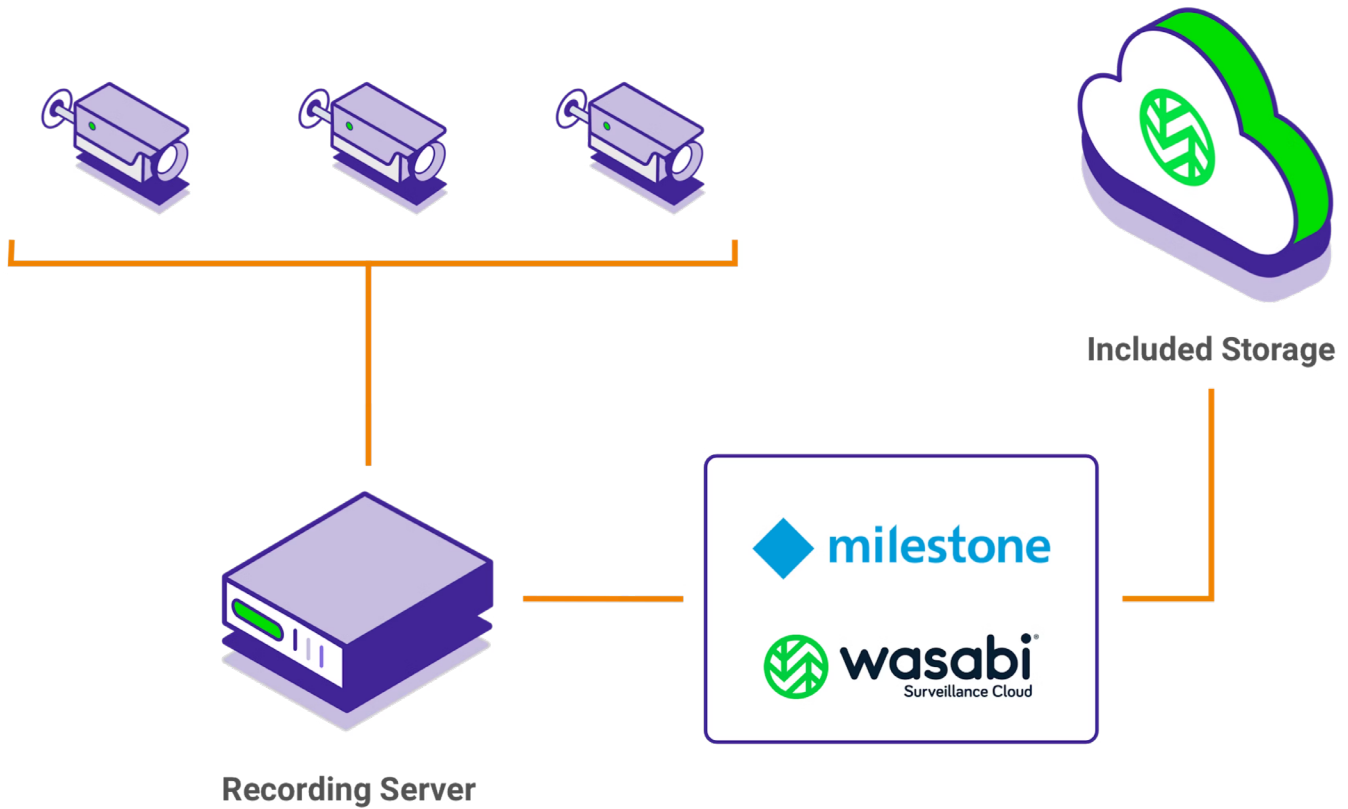 Included Storage
milestone
wasabi®
Surveillance Cloud
Recording Server